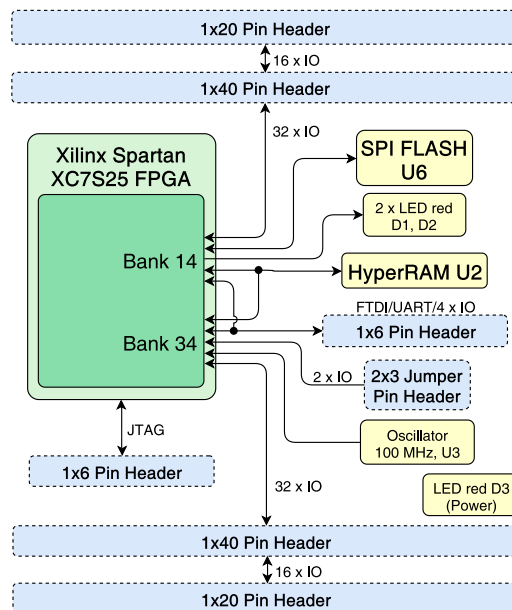 1x20 Pin Header
16 x IO
1x40 Pin Header
32 x IO
Xilinx Spartan
XC7S25 FPGA
SPI FLASH
U6
2 x LED red
D1, D2
Bank 14
HyperRAM U2
FTDI/UART/4 x IO
1x6 Pin Header
Bank 34
2 x IO
2x3 Jumper
Pin Header
JTAG
Oscillator
100 MHz, U3
1x6 Pin Header
32 x IO
LED red D3
(Power)
1x40 Pin Header
16 x IO
1x20 Pin Header